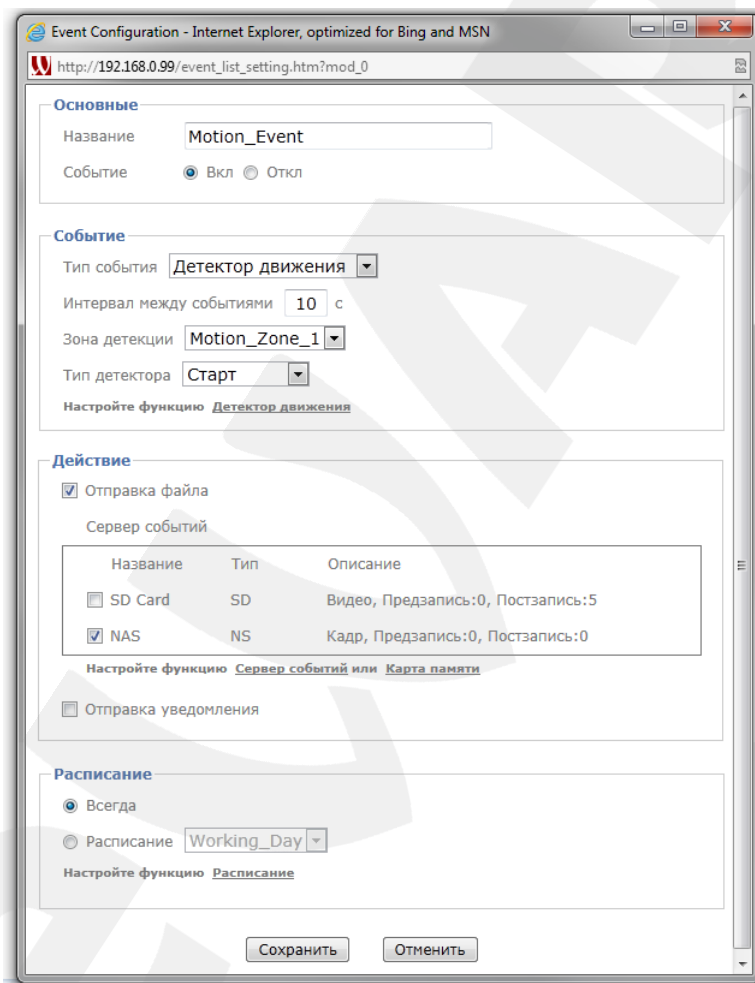 Event Configuration - Internet Explorer, optimized for Bing and MSN
http://192.168.0.99/event_list_setting.htm?mod_0
Основные
Название Motion_Event
Событие Вкл Откл
Событие
Тип события Детектор движения
Интервал между событиями 10 с
Зона детекции Motion_Zone_1
Тип детектора Старт
Настройте функцию Детектор движения
Действие
Отправка файла
Сервер событий
Название Тип Описание
SD Card SD Видео, Предзапись:0, Постзапись:5
NAS NS Кадр, Предзапись:0, Постзапись:0
Настройте функцию Сервер событий или Карта памяти
Отправка уведомления
Расписание
Всегда
Расписание Working_Day
Настройте функцию Расписание
Сохранить Отменить